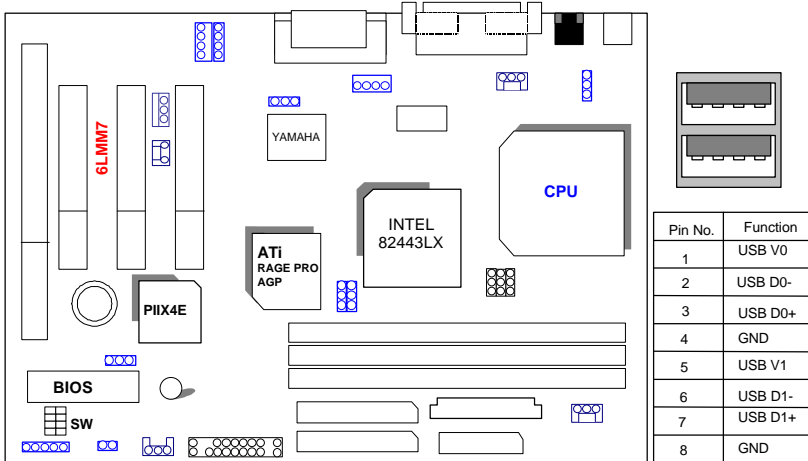 6LMM7
YAMAHA
CPU
INTEL
82443LX
ATi
RAGE PRO
AGP
PIIX4E
BIOS
SW
Pin No. Function
1 USB V0
2 USB D0-
3 USB D0+
4 GND
5 USB V1
6 USB D1-
7 USB D1+
8 GND